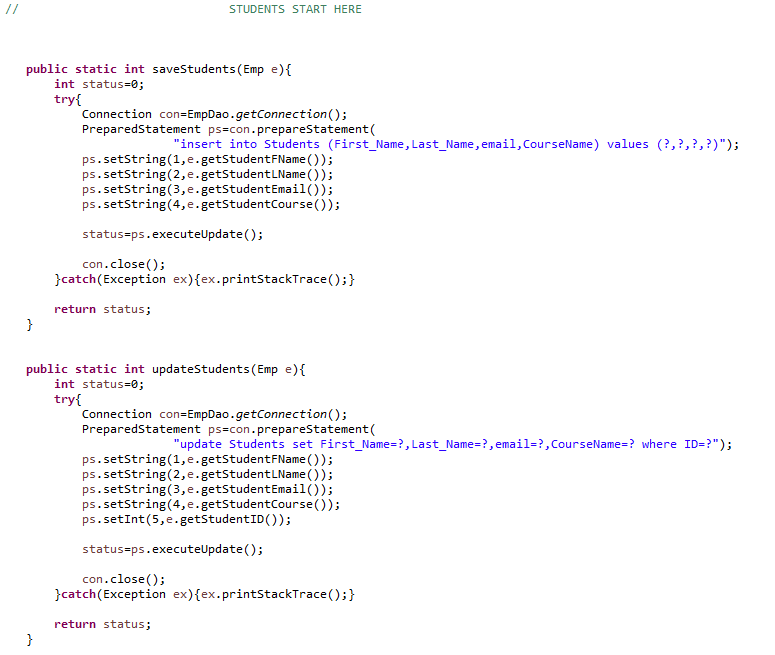 //                              STUDENTS START HERE
public static int saveStudents(Emp e){
    int status=0;
    try{
        Connection con=EmpDao.getConnection();
        PreparedStatement ps=con.prepareStatement(
                     "insert into Students (First_Name,Last_Name,email,CourseName) values (?,?,?,?)");
        ps.setString(1,e.getStudentFName());
        ps.setString(2,e.getStudentLName());
        ps.setString(3,e.getStudentEmail());
        ps.setString(4,e.getStudentCourse());
        status=ps.executeUpdate();
        con.close();
    }catch(Exception ex){ex.printStackTrace();}
    return status;
}
public static int updateStudents(Emp e){
    int status=0;
    try{
        Connection con=EmpDao.getConnection();
        PreparedStatement ps=con.prepareStatement(
                     "update Students set First_Name=?,Last_Name=?,email=?,CourseName=? where ID=?");
        ps.setString(1,e.getStudentFName());
        ps.setString(2,e.getStudentLName());
        ps.setString(3,e.getStudentEmail());
        ps.setString(4,e.getStudentCourse());
        ps.setInt(5,e.getStudentID());
        status=ps.executeUpdate();
        con.close();
    }catch(Exception ex){ex.printStackTrace();}
    return status;
}